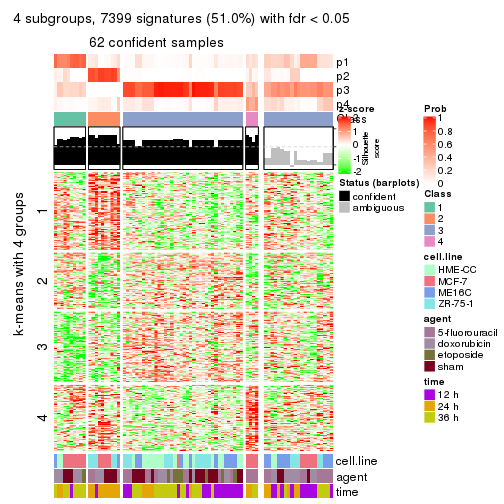 4 subgroups, 7399 signatures (51.0%) with fdr < 0.05
62 confident samples
p1
p2
p3
p4
Class
k-means with 4 groups
1
2
3
4
cell.line
agent
time
z-score
1
0
-1
-2
Silhouette
score
Status (barplots)
confident
ambiguous
Prob
1
0.8
0.6
0.4
0.2
0
Class
1
2
3
4
cell.line
HME-CC
MCF-7
ME16C
ZR-75-1
agent
5-fluorouracil
doxorubicin
etoposide
sham
time
12 h
24 h
36 h